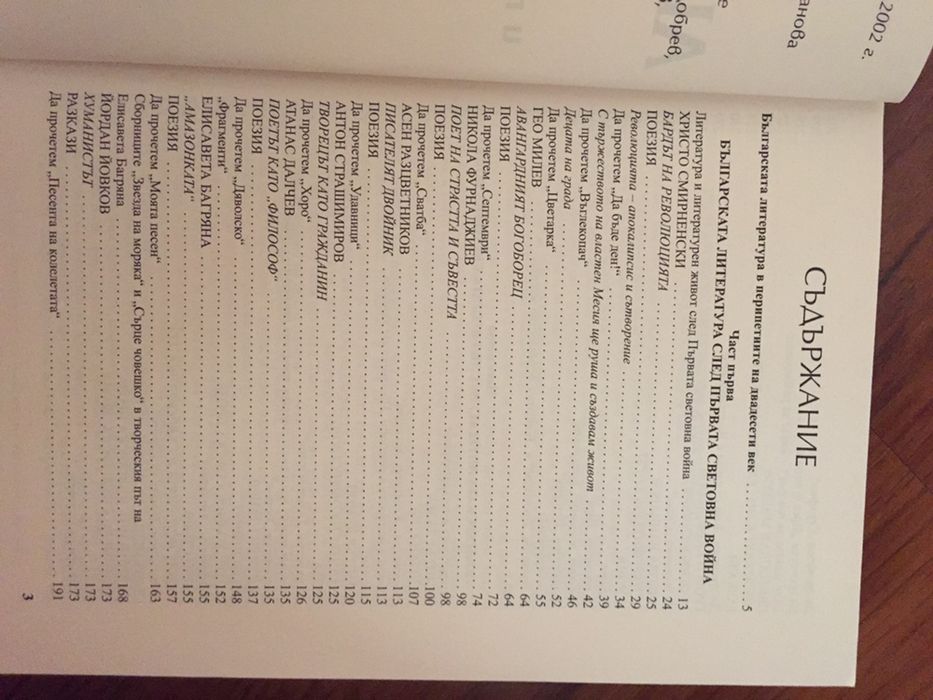 2002 г.
анова
обрев,
СЪДЪРЖАНИЕ
Българската литература в перипетиите на двадесети век . . . 5
Част първа
БЪЛГАРСКАТА ЛИТЕРАТУРА СЛЕД ПЪРВАТА СВЕТОВНА ВОЙНА
Литература и литературен живот след Първата световна война . . . 13
ХРИСТО СМИРНЕНСКИ . . . 24
БАРДЪТ НА РЕВОЛЮЦИЯТА . . . 25
ПОЕЗИЯ . . . 29
Революцията – апокалипсис и сътворение . . . 34
Да прочетем „Да бъде ден!“ . . . 39
С тържеството на властен Месия ще руша и създавам живот . . . 42
Да прочетем „Въглекопач“ . . . 46
Децата на града . . . 52
Да прочетем „Цветарка“ . . . 55
ГЕО МИЛЕВ . . . 64
АВАНГАРДНИЯТ БОГОБОРЕЦ . . . 64
ПОЕЗИЯ . . . 72
Да прочетем „Септември“ . . . 74
НИКОЛА ФУРНАДЖИЕВ . . . 98
ПОЕТ НА СТРАСТТА И СЪВЕСТТА . . . 98
ПОЕЗИЯ . . . 100
Да прочетем „Сватба“ . . . 107
АСЕН РАЗЦВЕТНИКОВ . . . 113
ПИСАТЕЛЯТ ДВОЙНИК . . . 113
ПОЕЗИЯ . . . 115
Да прочетем „Удавници“ . . . 120
АНТОН СТРАШИМИРОВ . . . 125
ТВОРЕЦЪТ КАТО ГРАЖДАНИН . . . 125
Да прочетем „Хоро“ . . . 126
АТАНАС ДАЛЧЕВ . . . 135
ПОЕТЪТ КАТО „ФИЛОСОФ“ . . . 135
ПОЕЗИЯ . . . 137
Да прочетем „Дяволско“ . . . 148
„Фрагменти“ . . . 152
ЕЛИСАВЕТА БАГРЯНА . . . 155
„АМАЗОНКАТА“ . . . 155
ПОЕЗИЯ . . . 157
Да прочетем „Моята песен“ . . . 163
Сборниците „Звезда на моряка“ и „Сърце човешко“ в творческия път на
Елисавета Багряна . . . 168
ЙОРДАН ЙОВКОВ . . . 173
ХУМАНИСТЪТ . . . 173
РАЗКАЗИ . . . 173
Да прочетем „Песента на колелетата“ . . . 191
3